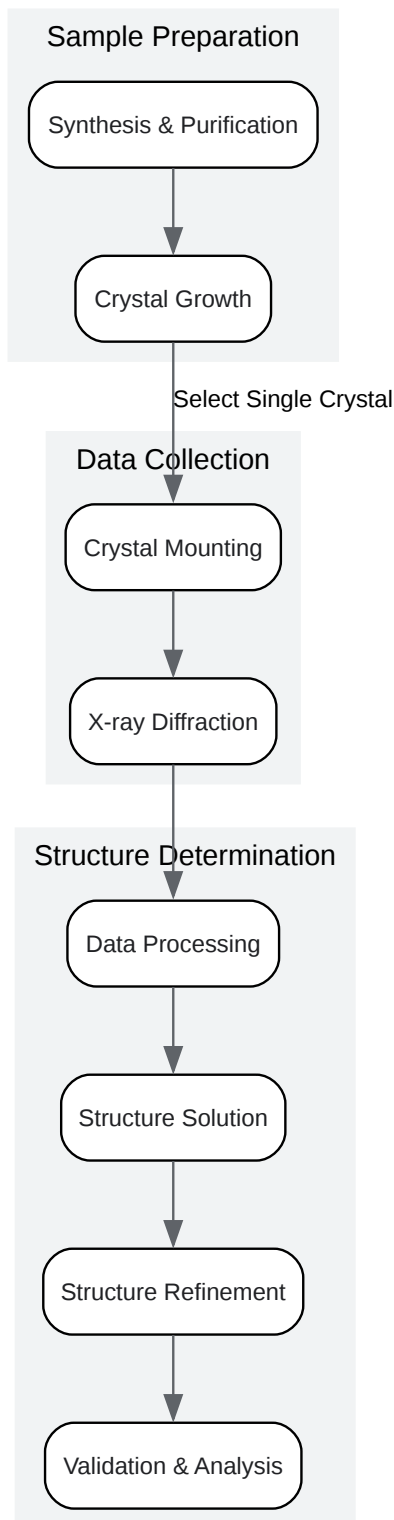 Sample Preparation
Synthesis & Purification
Crystal Growth
Select Single Crystal
Data Collection
Crystal Mounting
X-ray Diffraction
Structure Determination
Data Processing
Structure Solution
Structure Refinement
Validation & Analysis